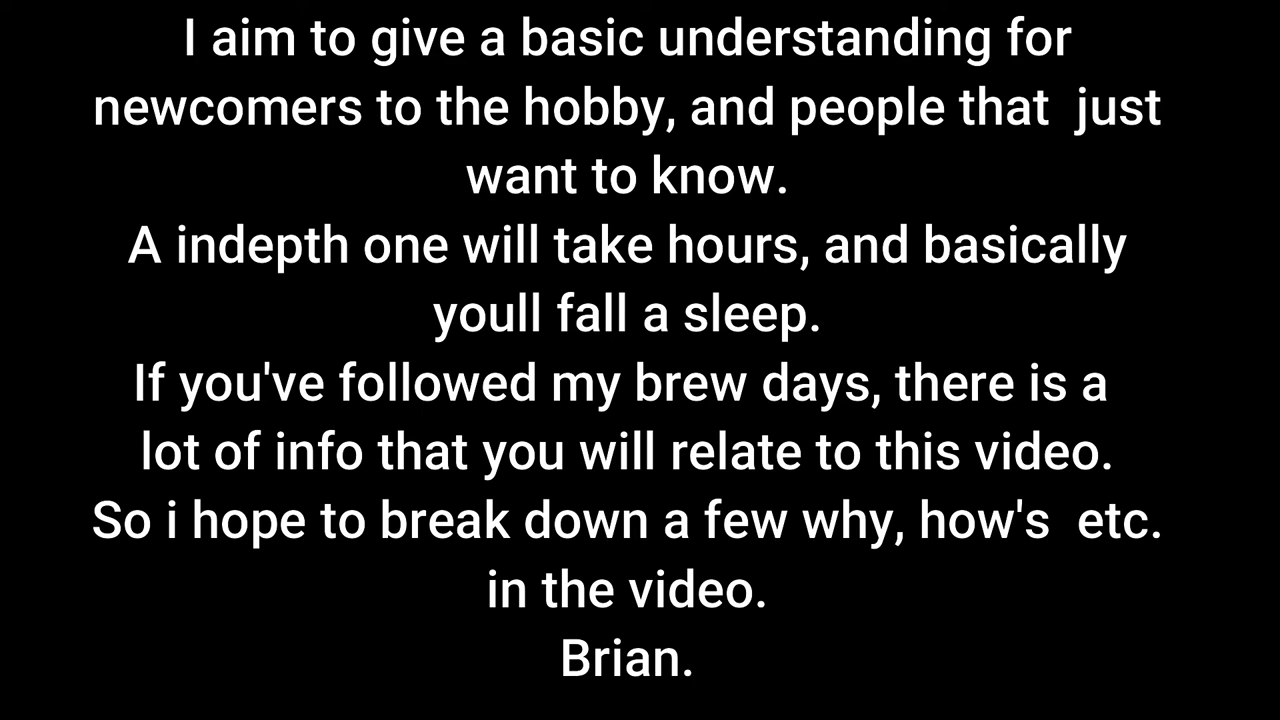 I aim to give a basic understanding for
newcomers to the hobby, and people that  just
want to know.
A indepth one will take hours, and basically
youll fall a sleep.
If you've followed my brew days, there is a
lot of info that you will relate to this video.
So i hope to break down a few why, how's  etc.
in the video.
Brian.